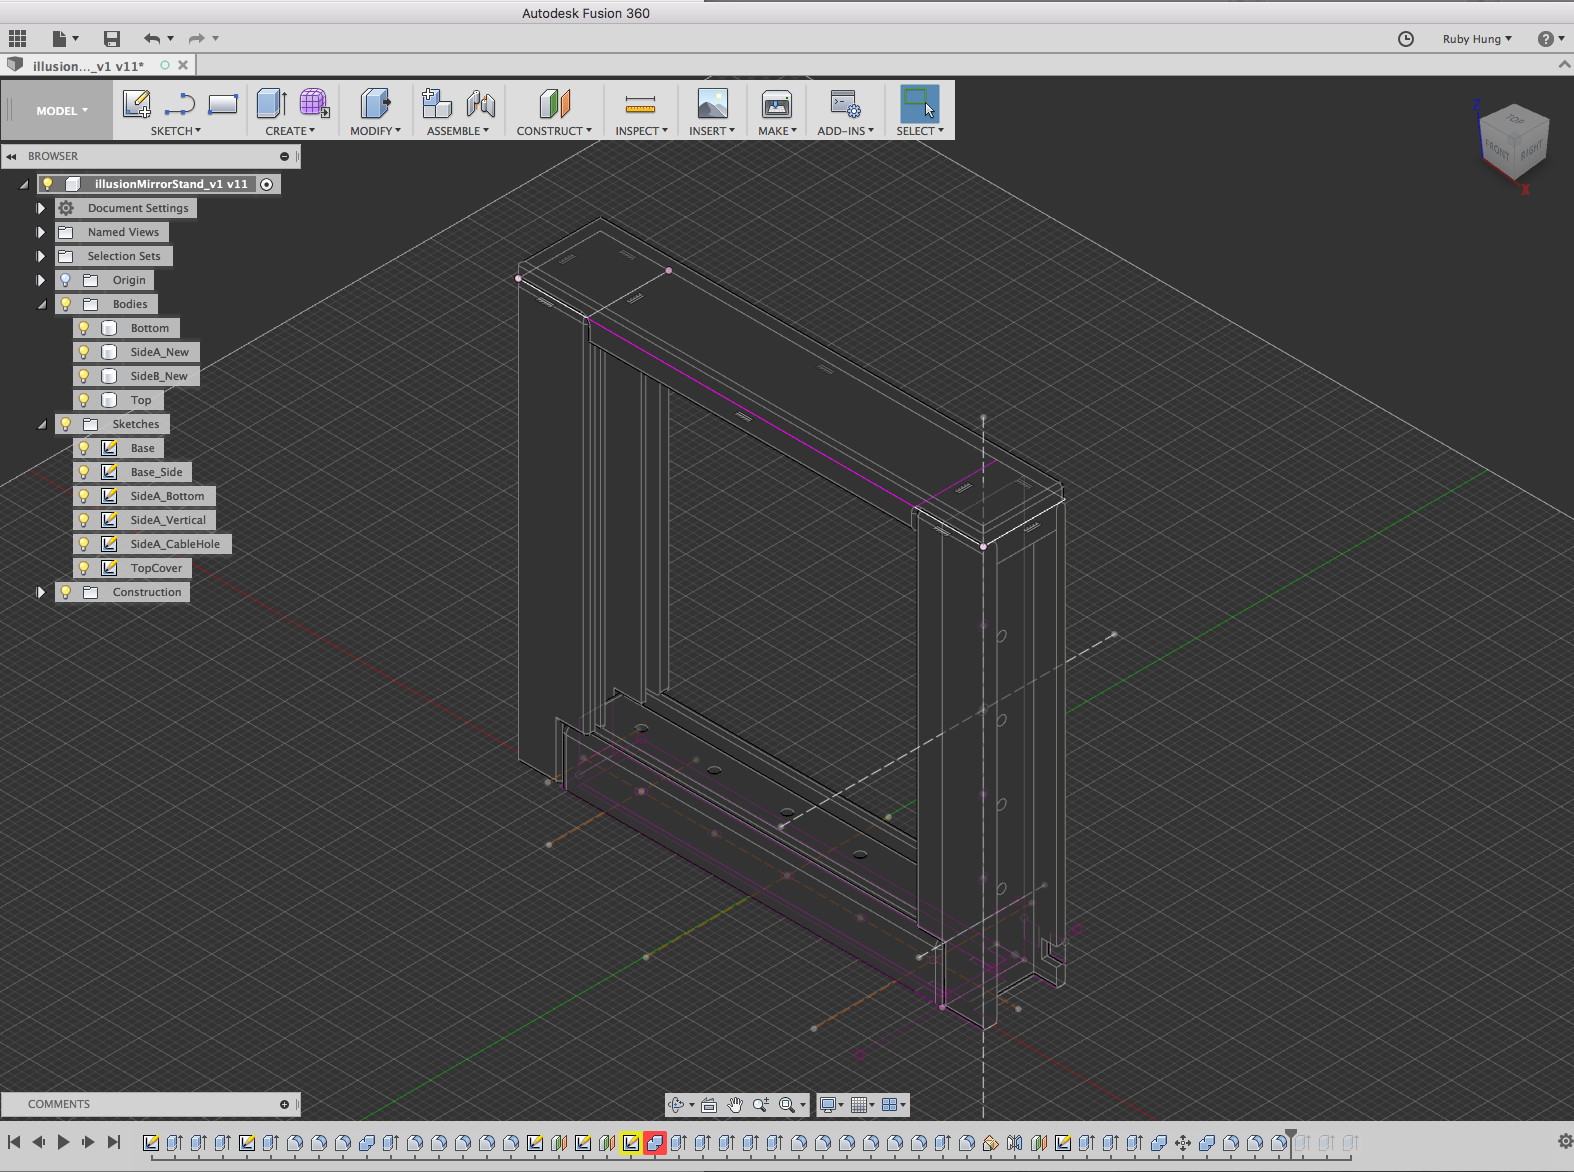 Autodesk Fusion 360
Ruby Hung
illusion..._v1 v11*
MODEL
SKETCH
CREATE
MODIFY
ASSEMBLE
CONSTRUCT
INSPECT
INSERT
MAKE
ADD-INS
SELECT
Z
TOP
FRONT
RIGHT
X
BROWSER
illusionMirrorStand_v1 v11
Document Settings
Named Views
Selection Sets
Origin
Bodies
Bottom
SideA_New
SideB_New
Top
Sketches
Base
Base_Side
SideA_Bottom
SideA_Vertical
SideA_CableHole
TopCover
Construction
COMMENTS